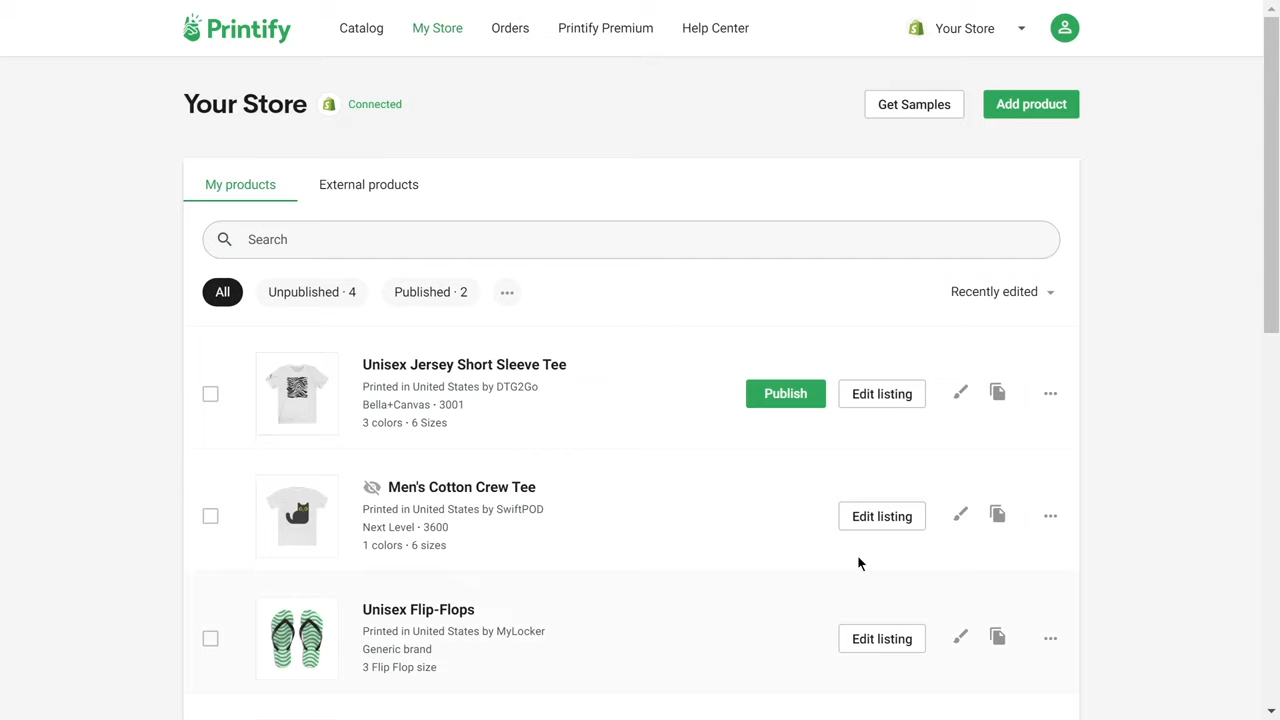 Printify
Catalog
My Store
Orders
Printify Premium
Help Center
Your Store
Your Store
Connected
Get Samples
Add product
My products
External products
Search
All
Unpublished · 4
Published · 2
Recently edited
Unisex Jersey Short Sleeve Tee
Printed in United States by DTG2Go
Bella+Canvas • 3001
3 colors • 6 Sizes
Publish
Edit listing
Men's Cotton Crew Tee
Printed in United States by SwiftPOD
Next Level • 3600
1 colors • 6 sizes
Edit listing
Unisex Flip-Flops
Printed in United States by MyLocker
Generic brand
3 Flip Flop size
Edit listing